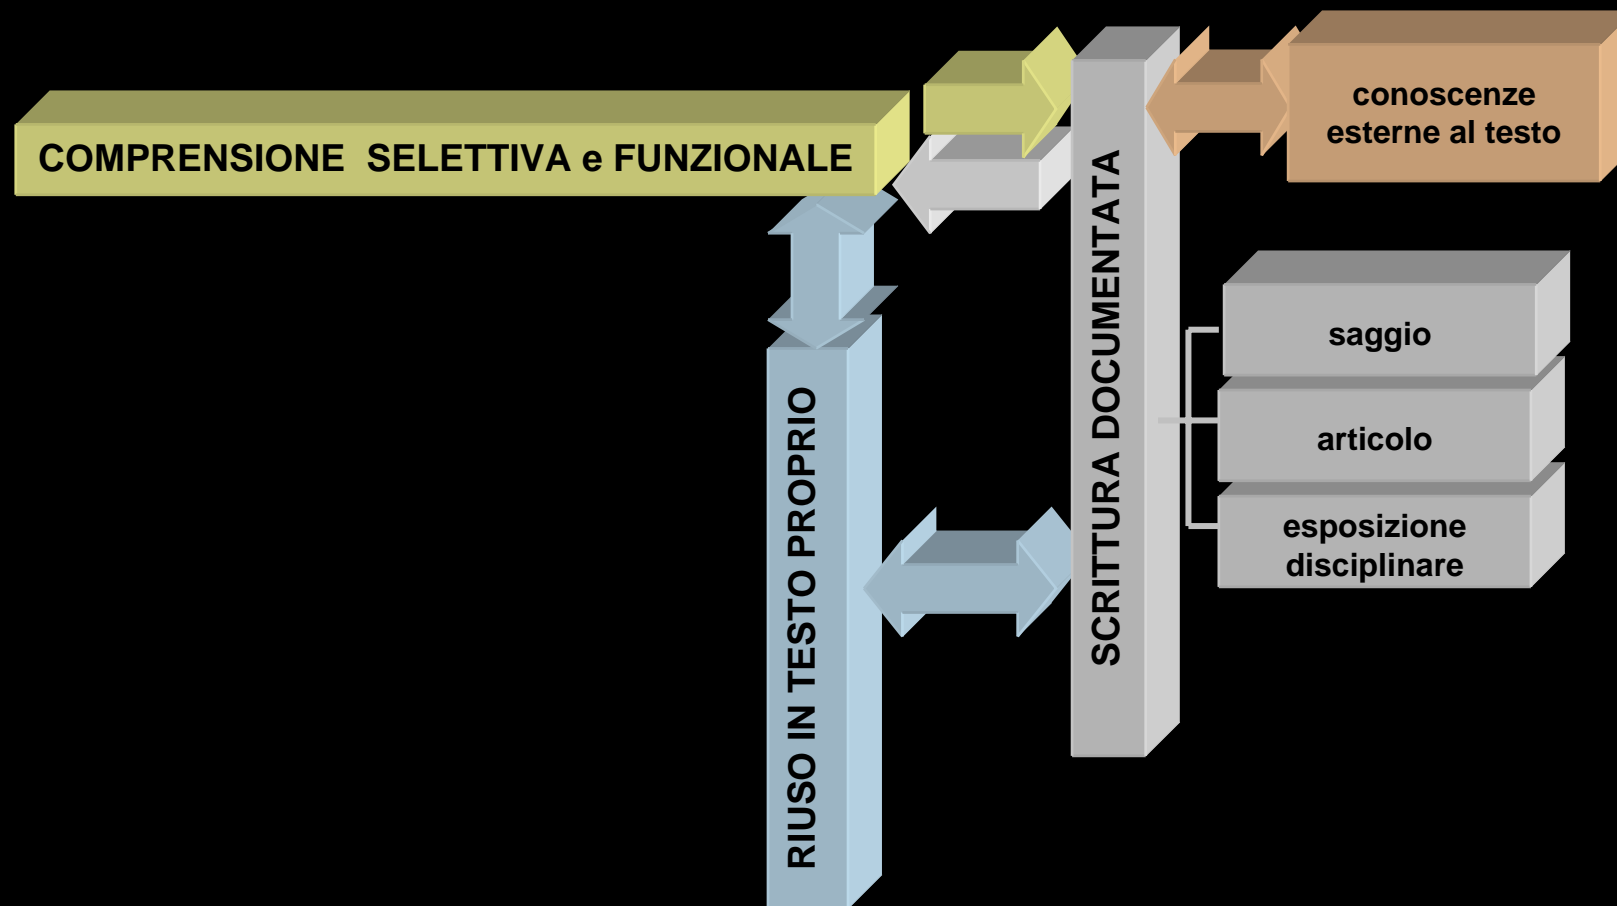 COMPRENSIONE SELETTIVA e FUNZIONALE
conoscenze
esterne al testo
SCRITTURA DOCUMENTATA
RIUSO IN TESTO PROPRIO
saggio
articolo
esposizione
disciplinare